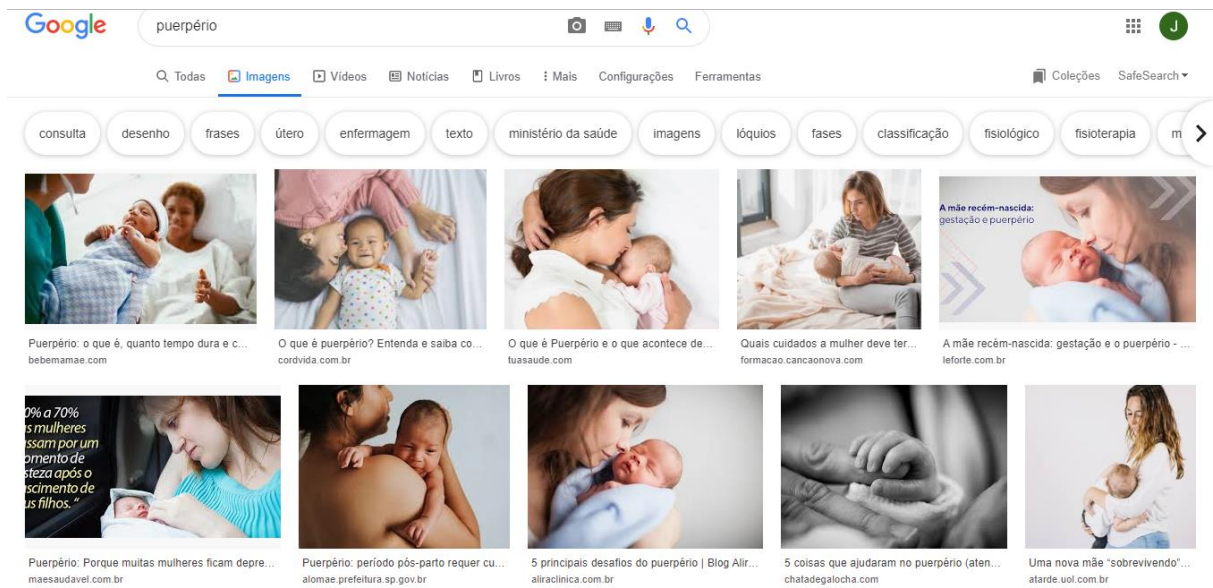 Google
puerpério
J
Todas Imagens Vídeos Notícias Livros Mais Configurações Ferramentas Coleções SafeSearch
consulta desenho frases útero enfermagem texto ministério da saúde imagens lóquios fases classificação fisiológico fisioterapia m
A mãe recém-nascida:
gestação e puerpério
Puerpério: o que é, quanto tempo dura e c...
bebemamae.com
O que é puerpério? Entenda e saiba co...
cordvida.com.br
O que é Puerpério e o que acontece de...
tuasaude.com
Quais cuidados a mulher deve ter...
formacao.cancaonova.com
A mãe recém-nascida: gestação e o puerpério - ...
leforte.com.br
0% a 70%
s mulheres
ssam por um
omento de
steza após o
scimento de
us filhos."
Puerpério: Porque muitas mulheres ficam depre...
maesaudavel.com.br
Puerpério: período pós-parto requer cu...
alomae.prefeitura.sp.gov.br
5 principais desafios do puerpério | Blog Alir...
aliraclinica.com.br
5 coisas que ajudaram no puerpério (aten...
chatadegalocha.com
Uma nova mãe “sobrevivendo”...
atarde.uol.com.br